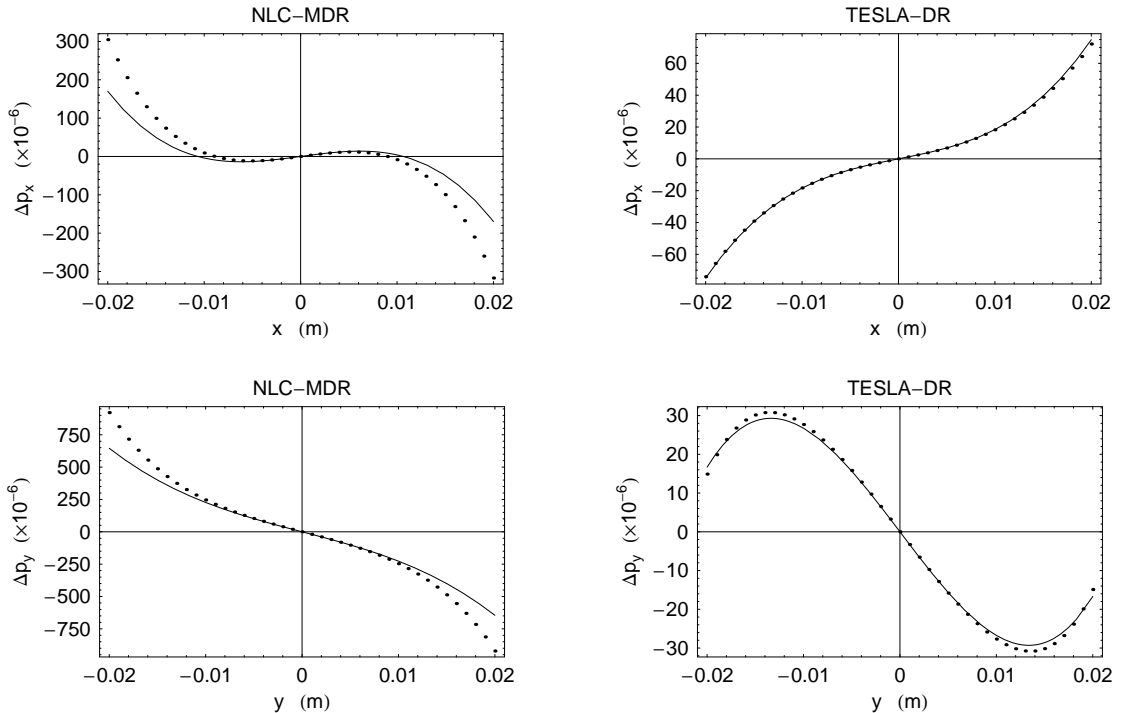 NLC−MDR
300
200
100
0
−100
−200
−300
Δpx (×10−6)
−0.02 −0.01 0 0.01 0.02
x (m)
TESLA−DR
60
40
20
0
−20
−40
−60
Δpx (×10−6)
−0.02 −0.01 0 0.01 0.02
x (m)
NLC−MDR
750
500
250
0
−250
−500
−750
Δpy (×10−6)
−0.02 −0.01 0 0.01 0.02
y (m)
TESLA−DR
30
20
10
0
−10
−20
−30
Δpy (×10−6)
−0.02 −0.01 0 0.01 0.02
y (m)